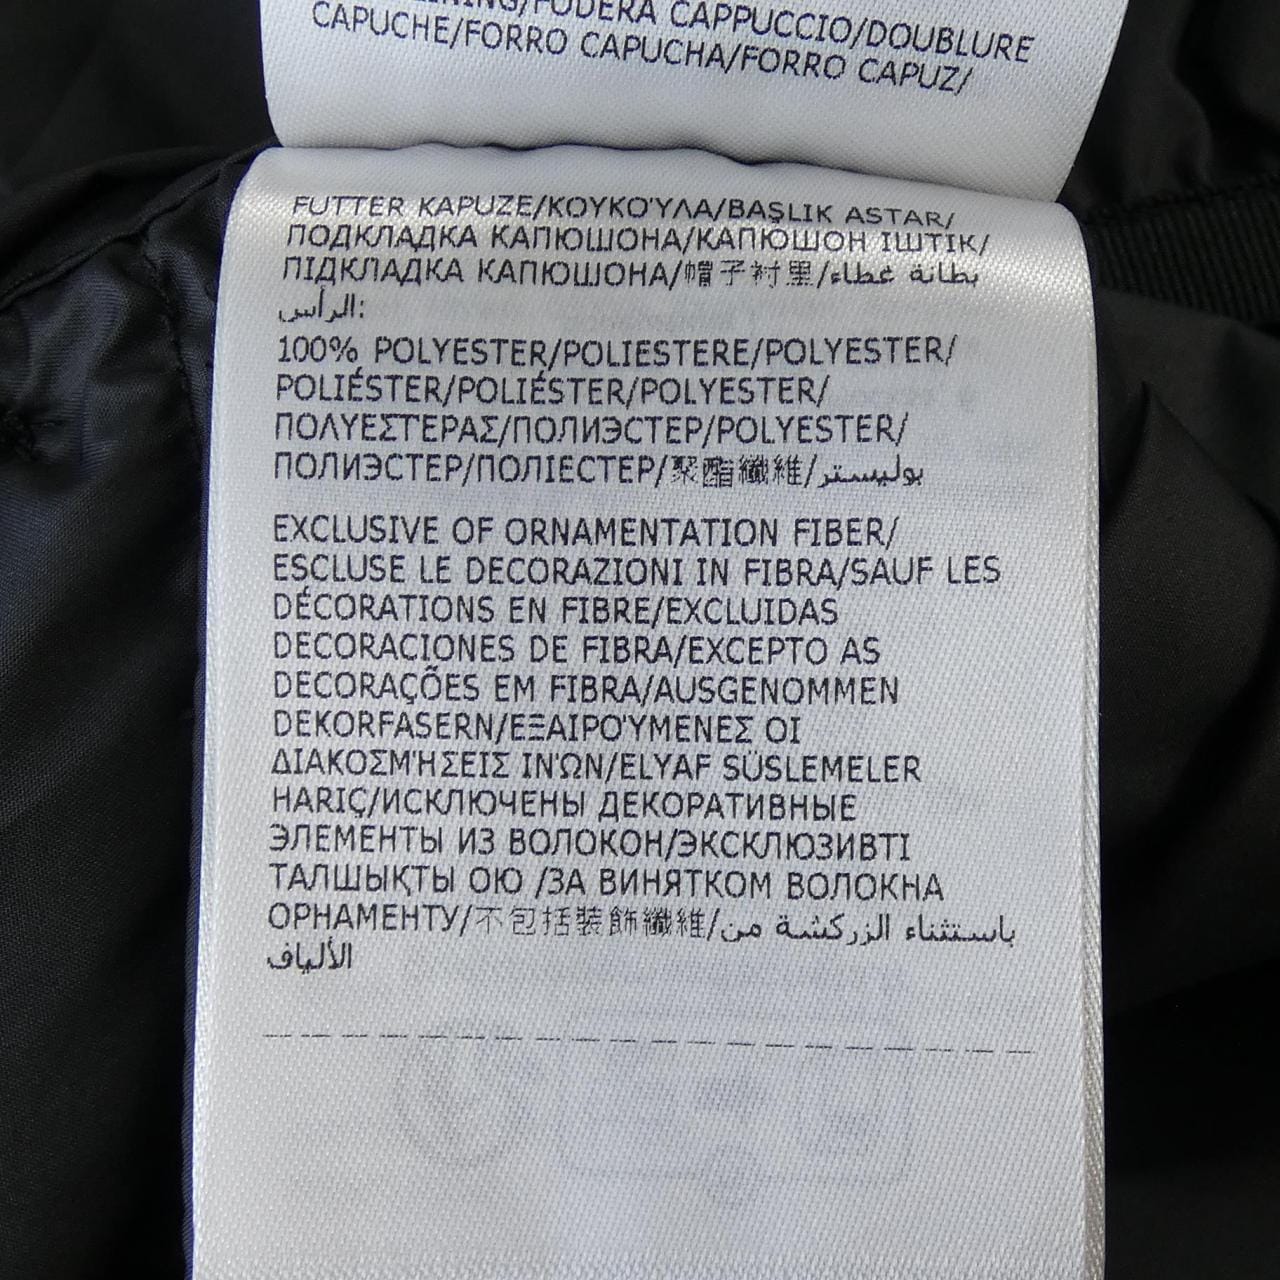 LINING/FODERA CAPPUCCIO/DOUBLURE
CAPUCHE/FORRO CAPUCHA/FORRO CAPUZ/
FUTTER KAPUZE/ΚΟΥΚΟΎΛΑ/BAŞLIK ASTAR/
ПОДКЛАДКА КАПЮШОНА/КАПЮШОН ІШТІК/
ПІДКЛАДКА КАПЮШОНА/帽子衬里/بطانة غطاء
الرأس:
100% POLYESTER/POLIESTERE/POLYESTER/
POLIÉSTER/POLIÉSTER/POLYESTER/
ΠΟΛΥΕΣΤΕΡΑΣ/ПОЛИЭСТЕР/POLYESTER/
ПОЛИЭСТЕР/ПОЛІЕСТЕР/聚酯纖維/بوليستر
EXCLUSIVE OF ORNAMENTATION FIBER/
ESCLUSE LE DECORAZIONI IN FIBRA/SAUF LES
DÉCORATIONS EN FIBRE/EXCLUIDAS
DECORACIONES DE FIBRA/EXCEPTO AS
DECORAÇÕES EM FIBRA/AUSGENOMMEN
DEKORFASERN/ΕΞΑΙΡΟΎΜΕΝΕΣ ΟΙ
ΔΙΑΚΟΣΜΉΣΕΙΣ ΙΝΏΝ/ELYAF SÜSLEMELER
HARIÇ/ИСКЛЮЧЕНЫ ДЕКОРАТИВНЫЕ
ЭЛЕМЕНТЫ ИЗ ВОЛОКОН/ЭКСКЛЮЗИВТІ
ТАЛШЫҚТЫ ОЮ /ЗА ВИНЯТКОМ ВОЛОКНА
ОРНАМЕНТУ/不包括裝飾纖維/باستثناء الزركشة من
الألياف